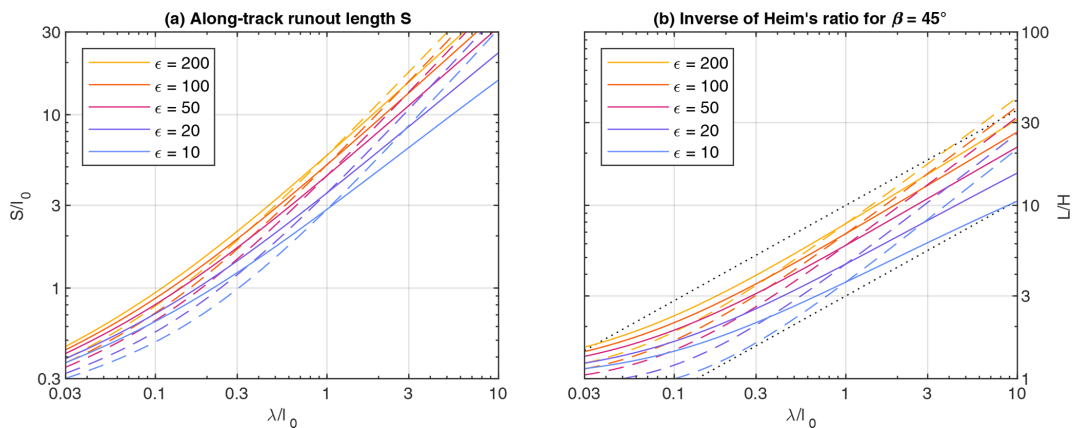 (a) Along-track runout length S
30
10
3
1
0.3
S/l0
ϵ = 200
ϵ = 100
ϵ = 50
ϵ = 20
ϵ = 10
0.03
0.1
0.3
1
3
10
λ/l0
(b) Inverse of Heim's ratio for β = 45°
ϵ = 200
ϵ = 100
ϵ = 50
ϵ = 20
ϵ = 10
100
30
10
3
1
L/H
0.03
0.1
0.3
1
3
10
λ/l0